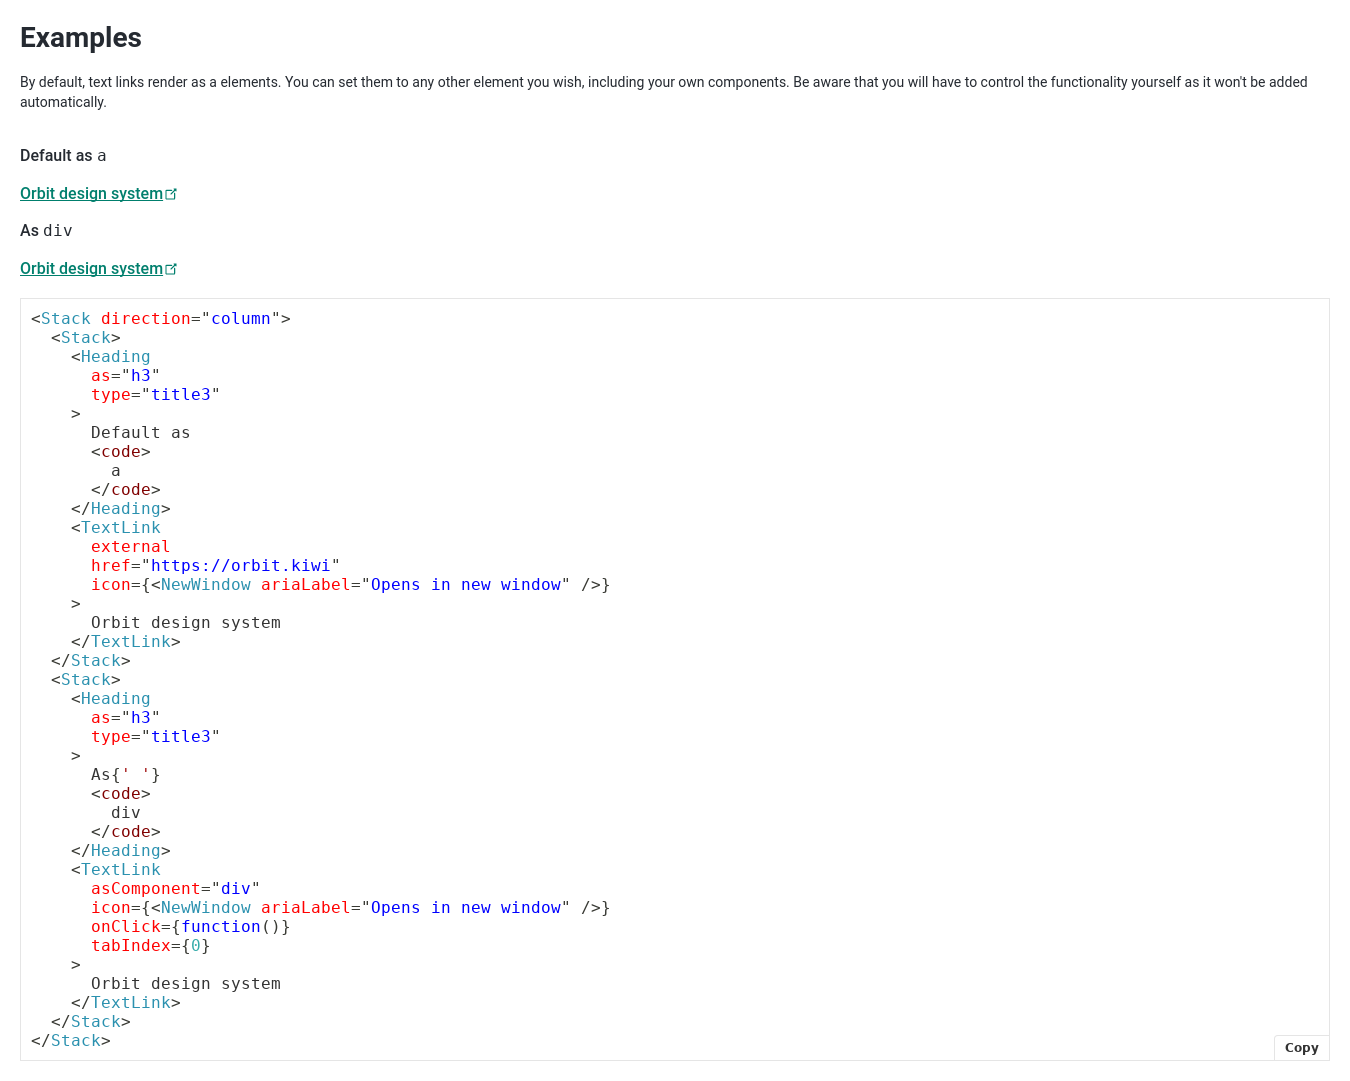 Examples
By default, text links render as a elements. You can set them to any other element you wish, including your own components. Be aware that you will have to control the functionality yourself as it won't be added
automatically.
Default as a
Orbit design system
As div
Orbit design system
<Stack direction="column">
  <Stack>
    <Heading
      as="h3"
      type="title3"
    >
      Default as
      <code>
        a
      </code>
    </Heading>
    <TextLink
      external
      href="https://orbit.kiwi"
      icon={<NewWindow ariaLabel="Opens in new window" />}
    >
      Orbit design system
    </TextLink>
  </Stack>
  <Stack>
    <Heading
      as="h3"
      type="title3"
    >
      As{' '}
      <code>
        div
      </code>
    </Heading>
    <TextLink
      asComponent="div"
      icon={<NewWindow ariaLabel="Opens in new window" />}
      onClick={function()}
      tabIndex={0}
    >
      Orbit design system
    </TextLink>
  </Stack>
</Stack>
Copy